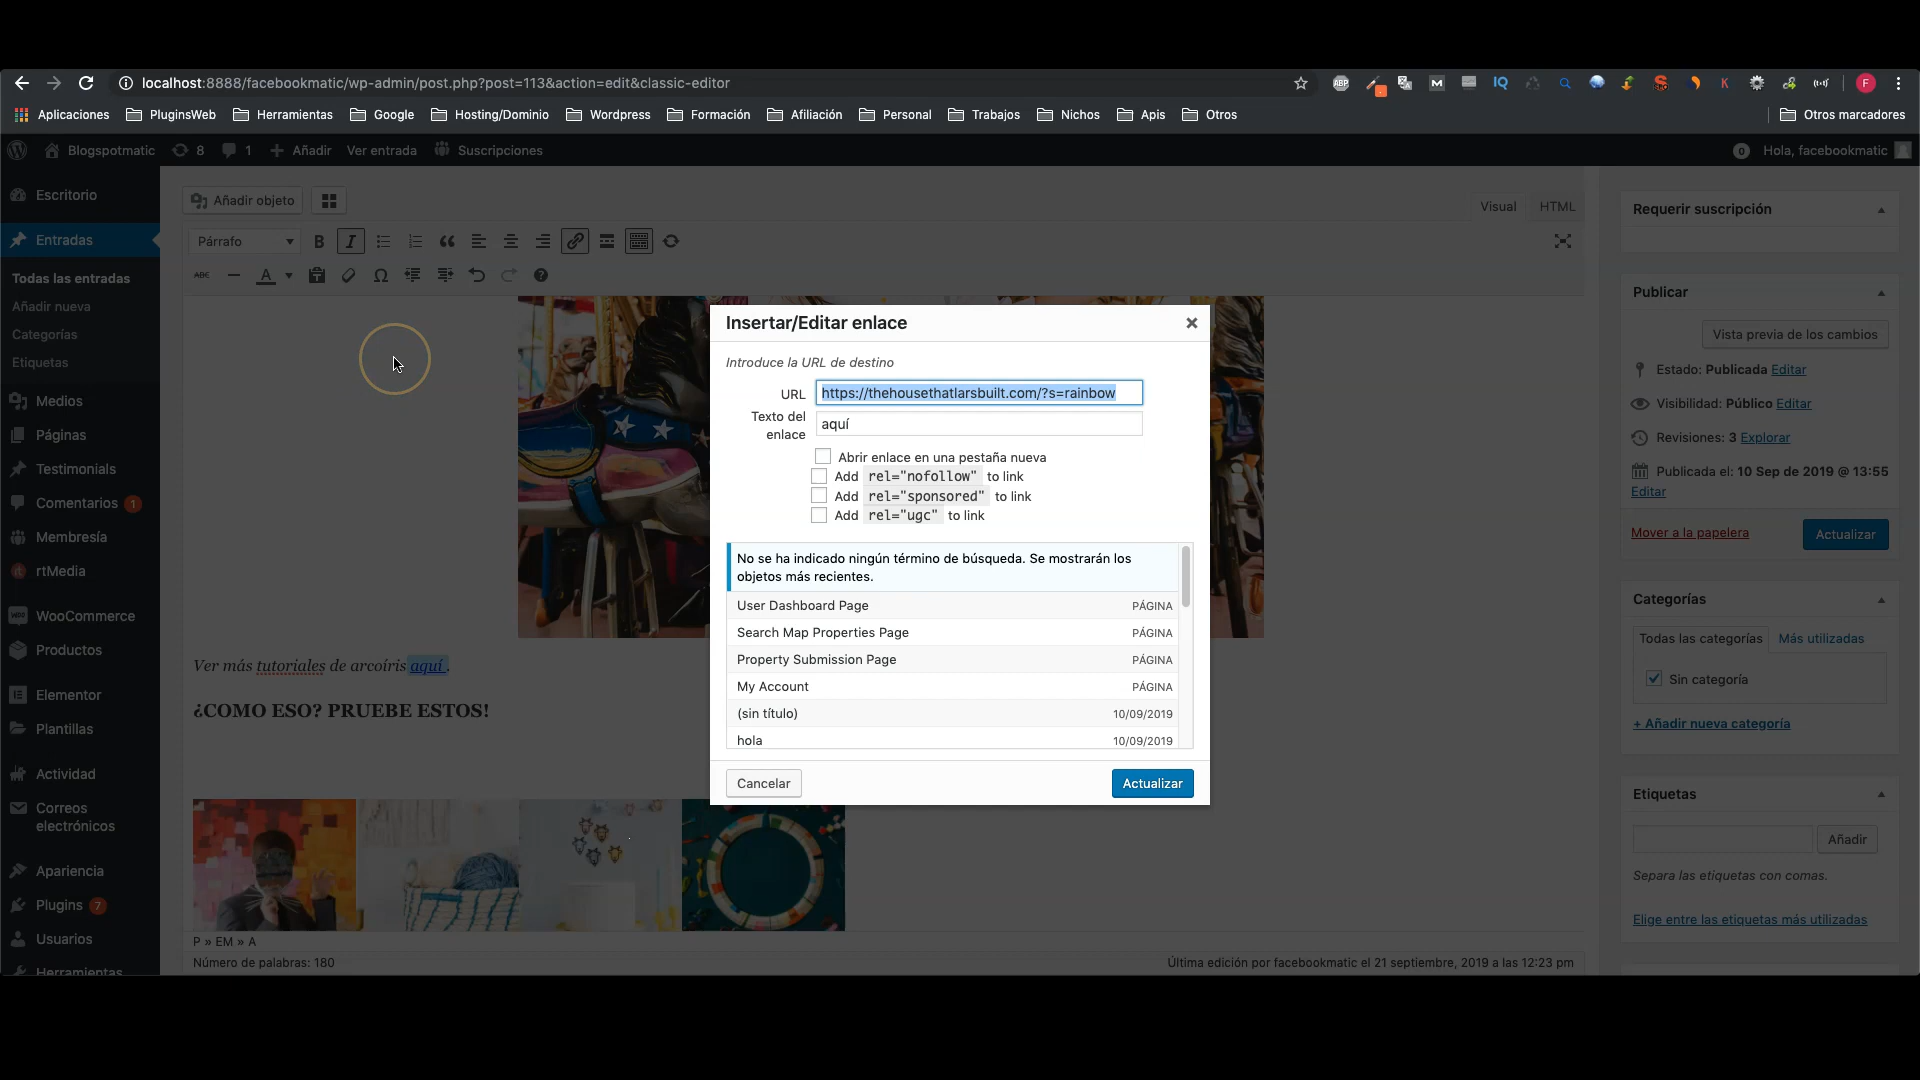 localhost:8888/facebookmatic/wp-admin/post.php?post=113&action=edit&classic-editor
ABP
M
IQ
K
F
Aplicaciones
PluginsWeb
Herramientas
Google
Hosting/Dominio
Wordpress
Formación
Afiliación
Personal
Trabajos
Nichos
Apis
Otros
Otros marcadores
Blogspotmatic
8
1
Añadir
Ver entrada
Suscripciones
0
Hola, facebookmatic
Escritorio
Entradas
Todas las entradas
Añadir nueva
Categorías
Etiquetas
Medios
Páginas
Testimonials
Comentarios 1
Membresía
rtMedia
WooCommerce
Productos
Elementor
Plantillas
Actividad
Correos
electrónicos
Apariencia
Plugins 7
Usuarios
Herramientas
Añadir objeto
Visual
HTML
Párrafo
B
I
ABC
A
Ω
Insertar/Editar enlace
Introduce la URL de destino
URL
https://thehousethatlarsbuilt.com/?s=rainbow
Texto del
enlace
aquí
Abrir enlace en una pestaña nueva
Add rel="nofollow" to link
Add rel="sponsored" to link
Add rel="ugc" to link
No se ha indicado ningún término de búsqueda. Se mostrarán los
objetos más recientes.
User Dashboard Page PÁGINA
Search Map Properties Page PÁGINA
Property Submission Page PÁGINA
My Account PÁGINA
(sin título) 10/09/2019
hola 10/09/2019
Cancelar
Actualizar
Ver más tutoriales de arcoíris aquí .
¿COMO ESO? PRUEBE ESTOS!
P » EM » A
Número de palabras: 180
Última edición por facebookmatic el 21 septiembre, 2019 a las 12:23 pm
Requerir suscripción
Publicar
Vista previa de los cambios
Estado: Publicada Editar
Visibilidad: Público Editar
Revisiones: 3 Explorar
Publicada el: 10 Sep de 2019 @ 13:55
Editar
Mover a la papelera
Actualizar
Categorías
Todas las categorías
Más utilizadas
Sin categoría
+ Añadir nueva categoría
Etiquetas
Añadir
Separa las etiquetas con comas.
Elige entre las etiquetas más utilizadas